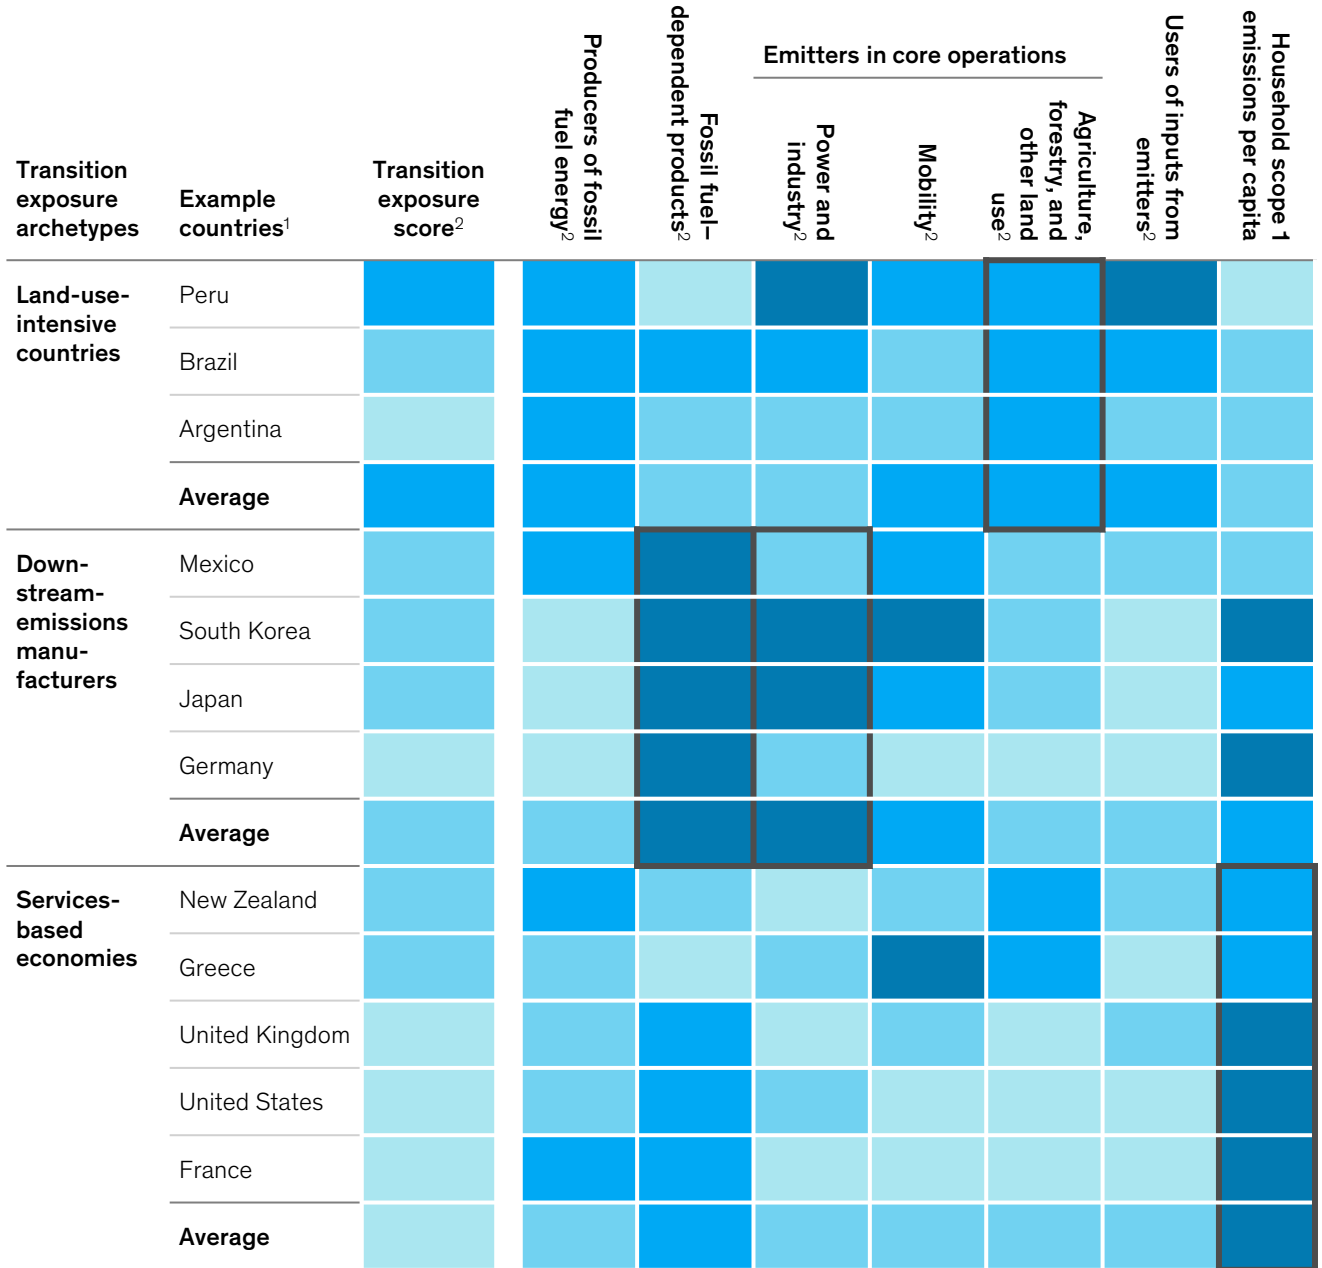 Transition
exposure
archetypes
Example
countries1
Transition
exposure
score2
Producers of fossil
fuel energy2
Fossil fuel–
dependent products2
Emitters in core operations
Power and
industry2
Mobility2
Agriculture,
forestry, and
other land
use2
Users of inputs from
emitters2
Household scope 1
emissions per capita
Land-use-
intensive
countries
Peru
Brazil
Argentina
Average
Down-
stream-
emissions
manu-
facturers
Mexico
South Korea
Japan
Germany
Average
Services-
based
economies
New Zealand
Greece
United Kingdom
United States
France
Average